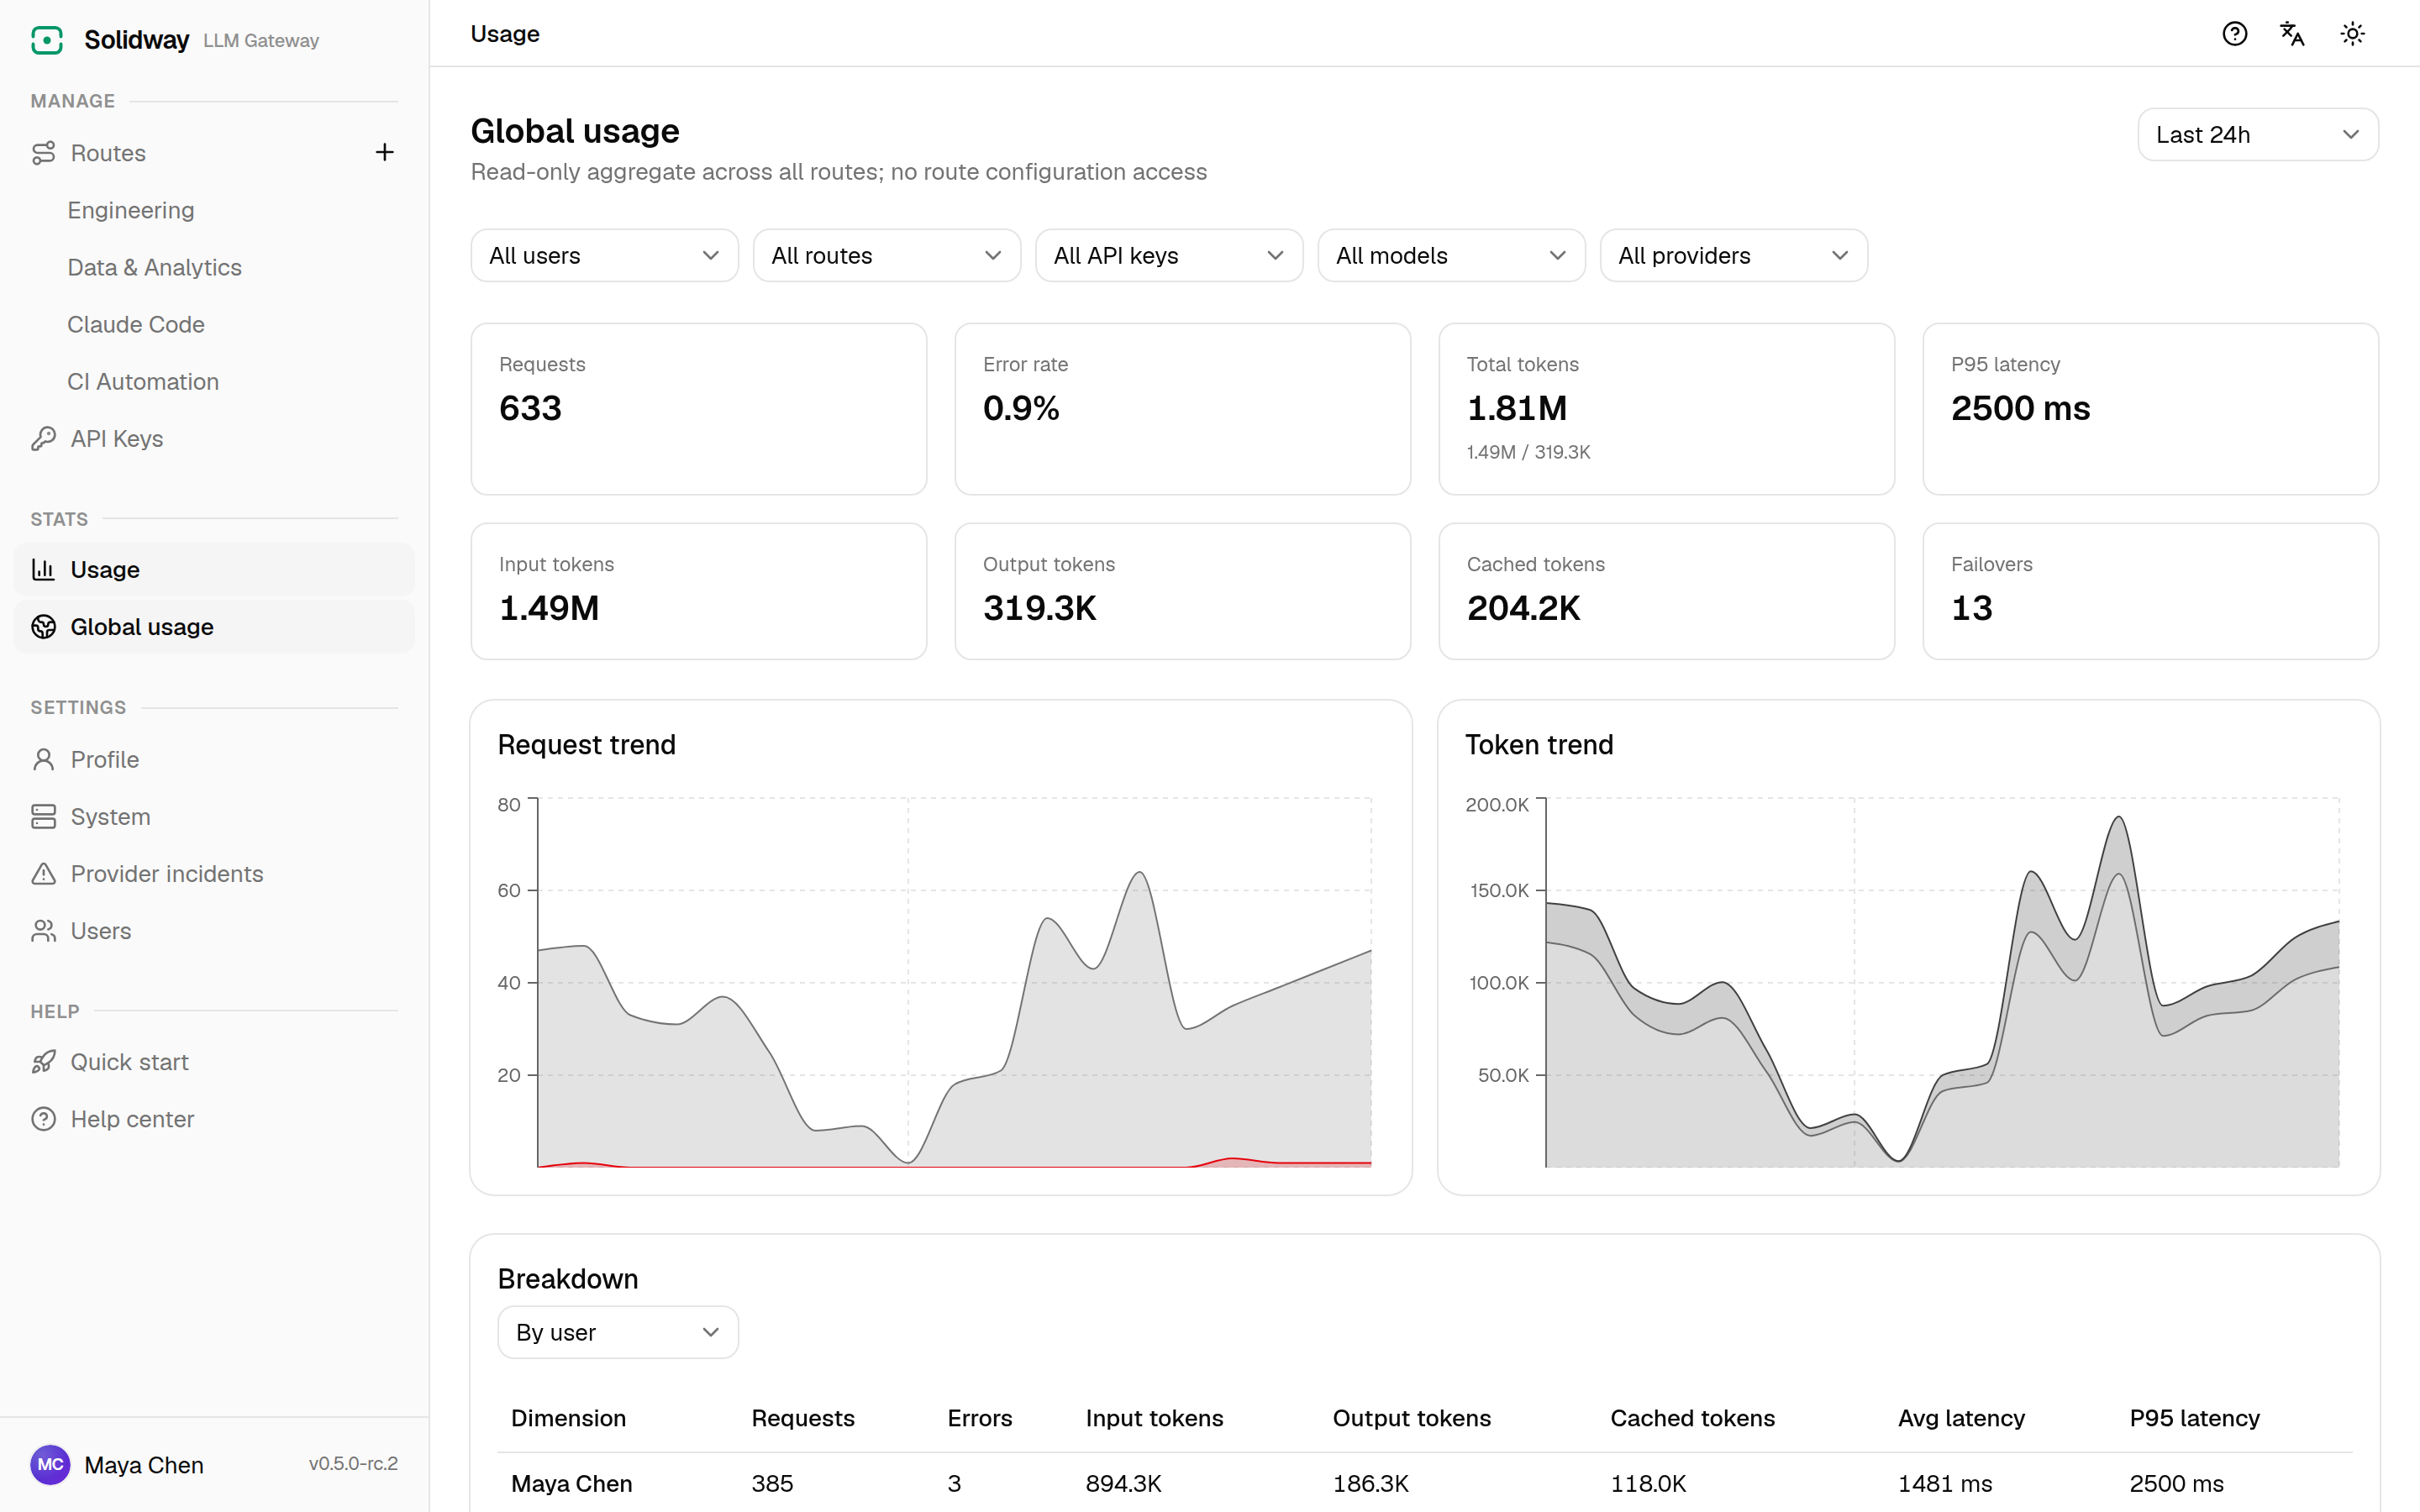 Solidway LLM Gateway
MANAGE
Routes
Engineering
Data & Analytics
Claude Code
CI Automation
API Keys
STATS
Usage
Global usage
SETTINGS
Profile
System
Provider incidents
Users
HELP
Quick start
Help center
MC Maya Chen v0.5.0-rc.2
Usage
Global usage
Read-only aggregate across all routes; no route configuration access
Last 24h
All users All routes All API keys All models All providers
Requests
633
Error rate
0.9%
Total tokens
1.81M
1.49M / 319.3K
P95 latency
2500 ms
Input tokens
1.49M
Output tokens
319.3K
Cached tokens
204.2K
Failovers
13
Request trend
80
60
40
20
Token trend
200.0K
150.0K
100.0K
50.0K
Breakdown
By user
Dimension Requests Errors Input tokens Output tokens Cached tokens Avg latency P95 latency
Maya Chen 385 3 894.3K 186.3K 118.0K 1481 ms 2500 ms